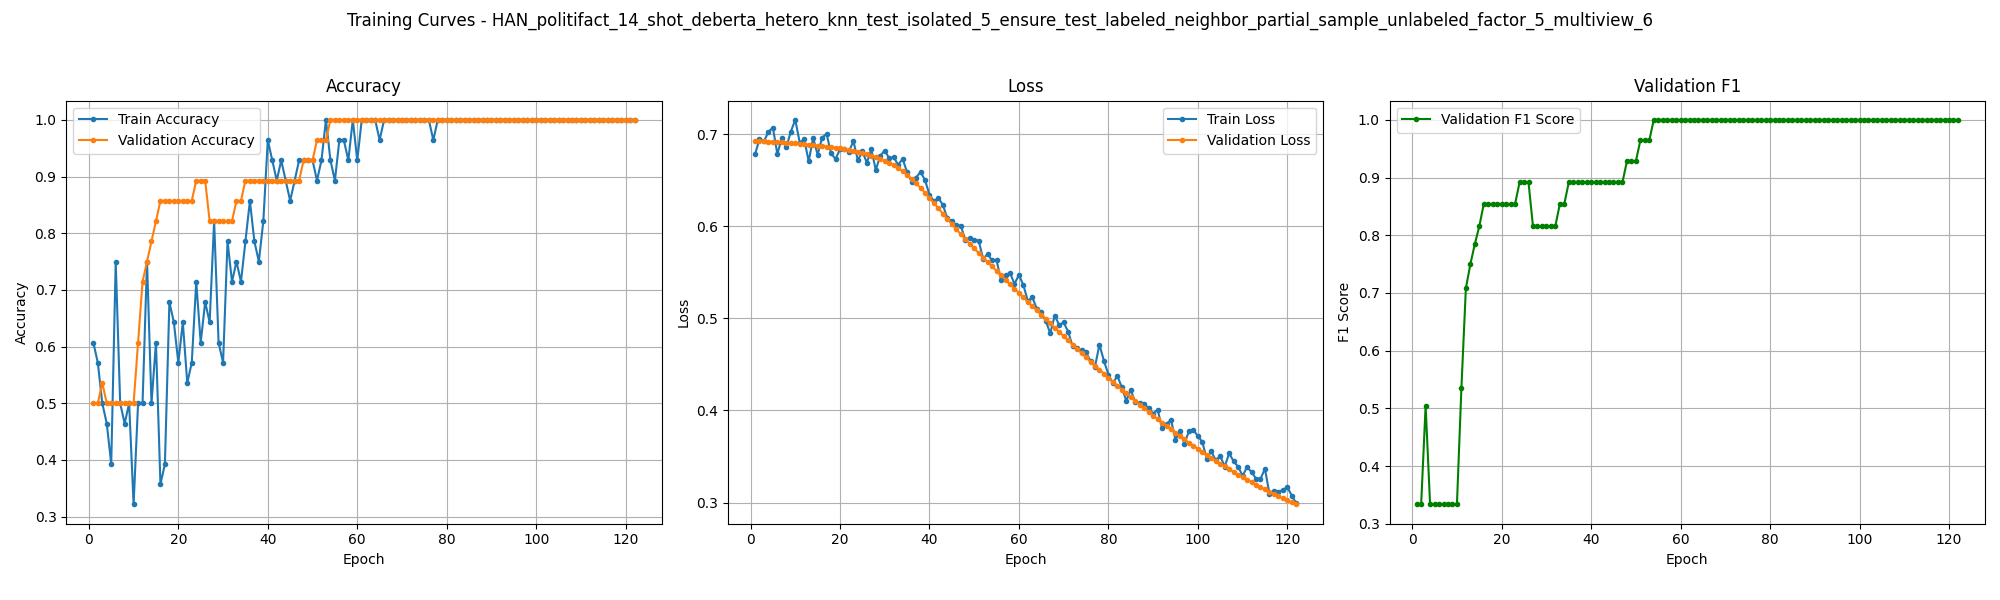 Training Curves - HAN_politifact_14_shot_deberta_hetero_knn_test_isolated_5_ensure_test_labeled_neighbor_partial_sample_unlabeled_factor_5_multiview_6
Accuracy
Train Accuracy
Validation Accuracy
1.0
0.9
0.8
0.7
0.6
0.5
0.4
0.3
Accuracy
0 20 40 60 80 100 120
Epoch
Loss
Train Loss
Validation Loss
0.7
0.6
0.5
0.4
0.3
Loss
0 20 40 60 80 100 120
Epoch
Validation F1
Validation F1 Score
1.0
0.9
0.8
0.7
0.6
0.5
0.4
0.3
F1 Score
0 20 40 60 80 100 120
Epoch